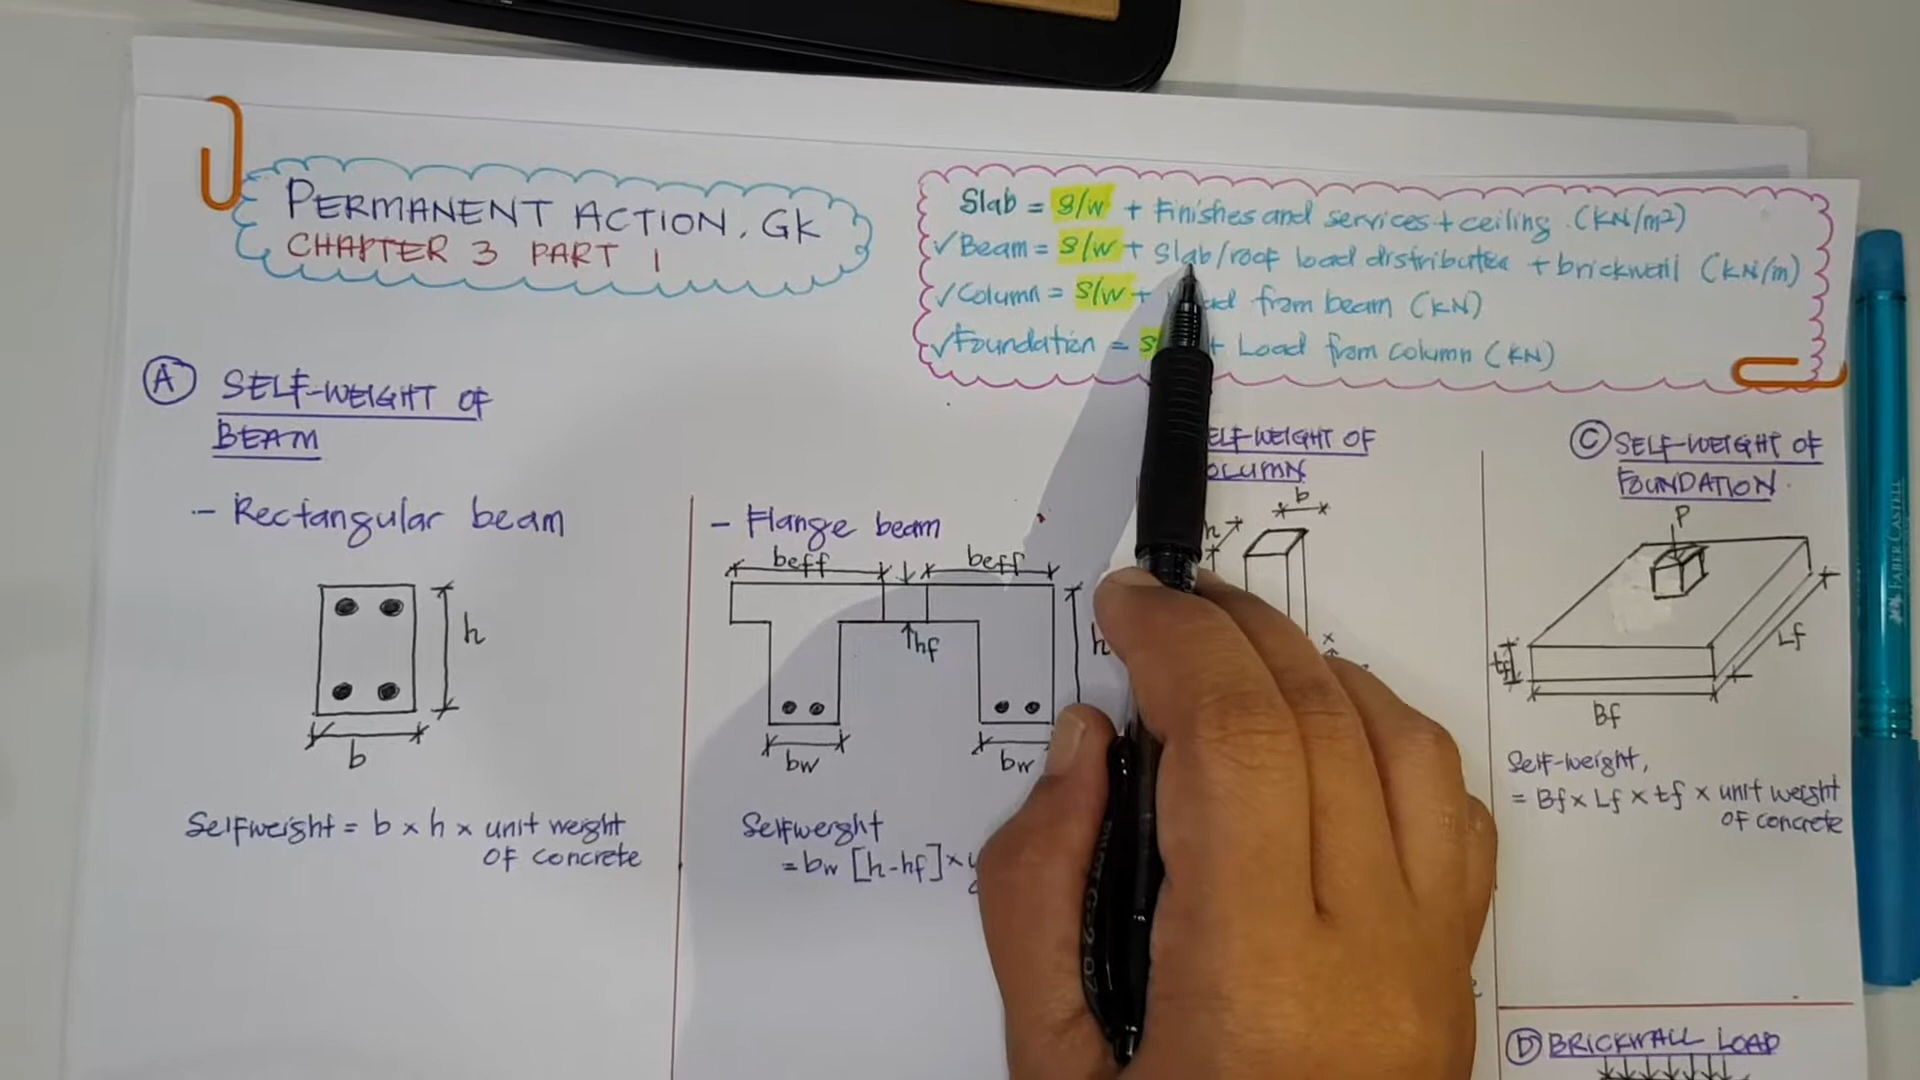 PERMANENT ACTION, GK
CHAPTER 3 PART 1
Slab = S/W + Finishes and services + ceiling (KN/m²)
✓ Beam = S/W + Slab/roof load distributed + brickwall (KN/m)
✓ Column = S/W + from beam (KN)
✓ Foundation = + Load from column (KN)
A SELF-WEIGHT OF
BEAM
- Rectangular beam
h
b
Selfweight = b x h x unit weight
of concrete
- Flange beam
beff beff
hf
h
bw bw
Selfweight
= bw [h-hf] x
ELF-WEIGHT OF
OLUMN
b
h
C SELF-WEIGHT OF
FOUNDATION
P
tf
Lf
Bf
Self-weight,
= Bf x Lf x tf x unit weight
of concrete
D BRICKWALL LOAD
FABER-CASTELL